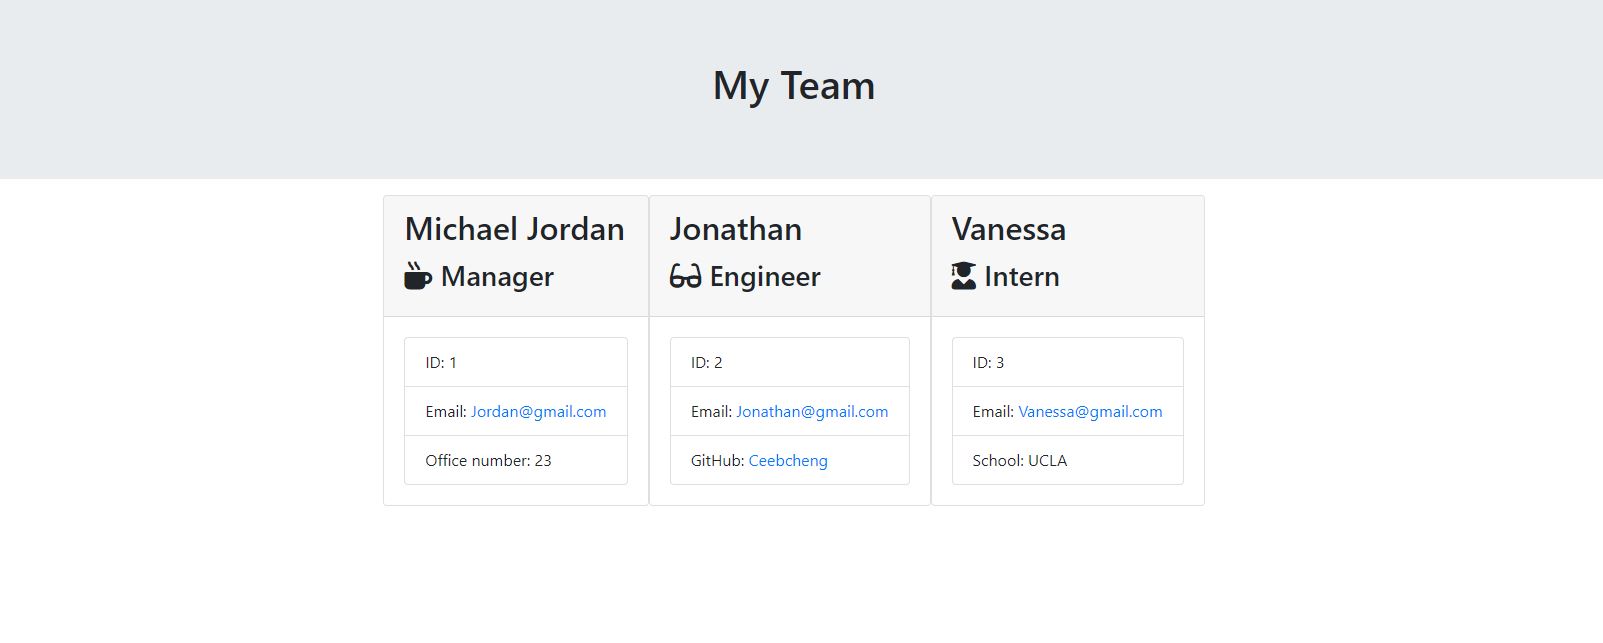 My Team
Michael Jordan
Manager
ID: 1
Email: Jordan@gmail.com
Office number: 23
Jonathan
Engineer
ID: 2
Email: Jonathan@gmail.com
GitHub: Ceebcheng
Vanessa
Intern
ID: 3
Email: Vanessa@gmail.com
School: UCLA